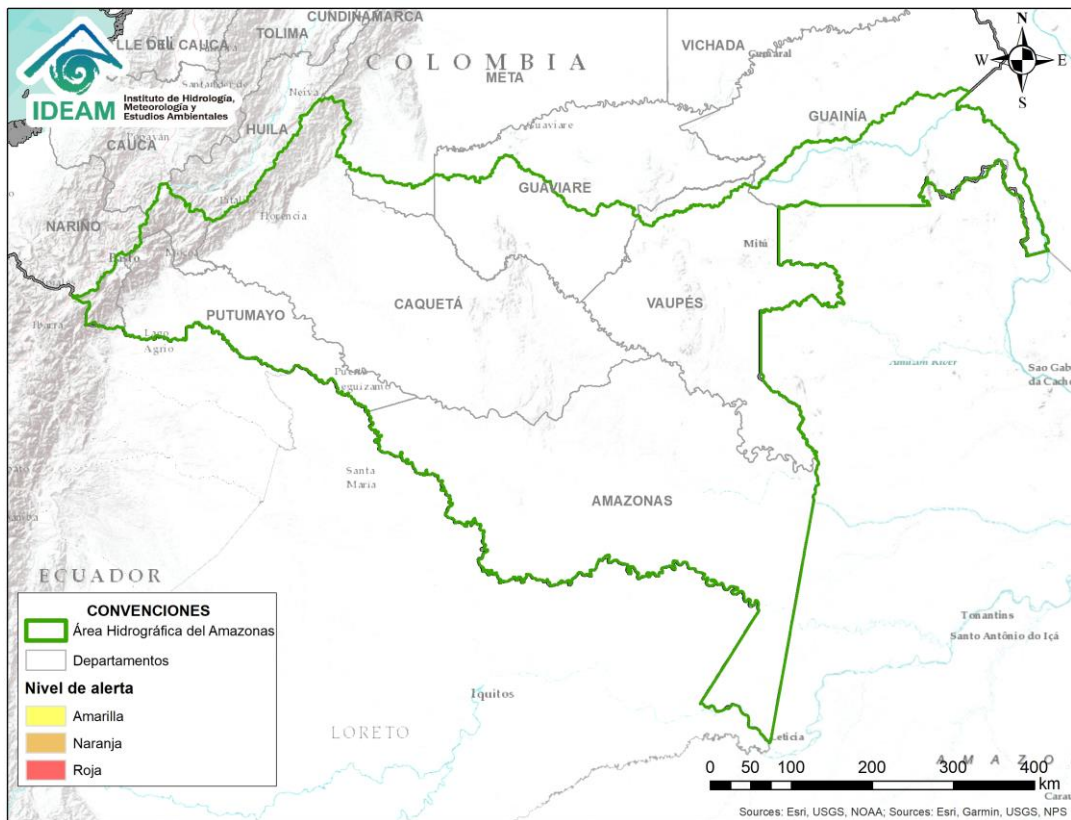 IDEAM
Instituto de Hidrología,
Meteorología y
Estudios Ambientales
LLE DEL CAUCA
TOLIMA
CUNDINAMARCA
COLOMBIA
META
VICHADA
N
W
E
S
Neiva
HUILA
CAUCA
GUAINÍA
GUAVIARE
Florencia
NARIÑO
Pasto
Mitú
CAQUETÁ
VAUPÉS
PUTUMAYO
Ibarra
Lago
Agrio
Sao Gab
da Cacho
Santa
Maria
AMAZONAS
ECUADOR
CONVENCIONES
Área Hidrográfica del Amazonas
Departamentos
Nivel de alerta
Amarilla
Naranja
Roja
Tonantins
Santo Antônio do Içá
Iquitos
LORETO
Leticia
A M A Z O
0 50 100 200 300 400
km
Carau
Sources: Esri, USGS, NOAA; Sources: Esri, Garmin, USGS, NPS